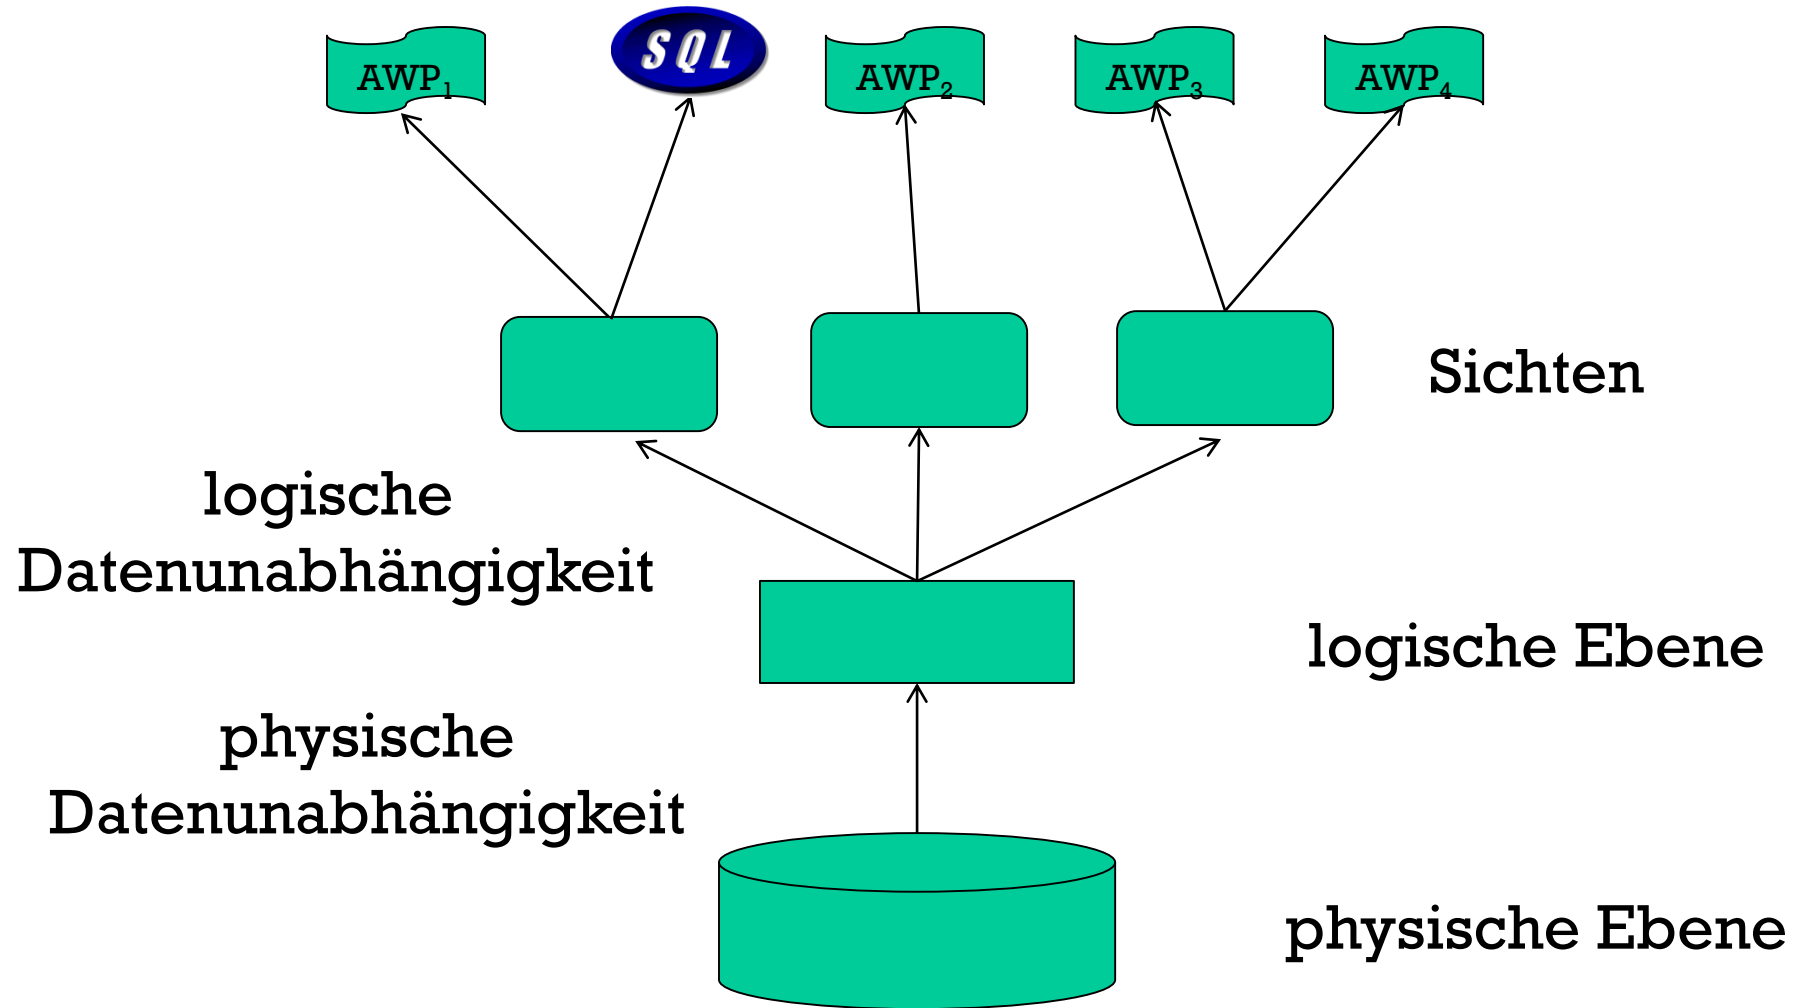 AWP₁
SQL
AWP₂
AWP₃
AWP₄
Sichten
logische
Datenunabhängigkeit
logische Ebene
physische
Datenunabhängigkeit
physische Ebene